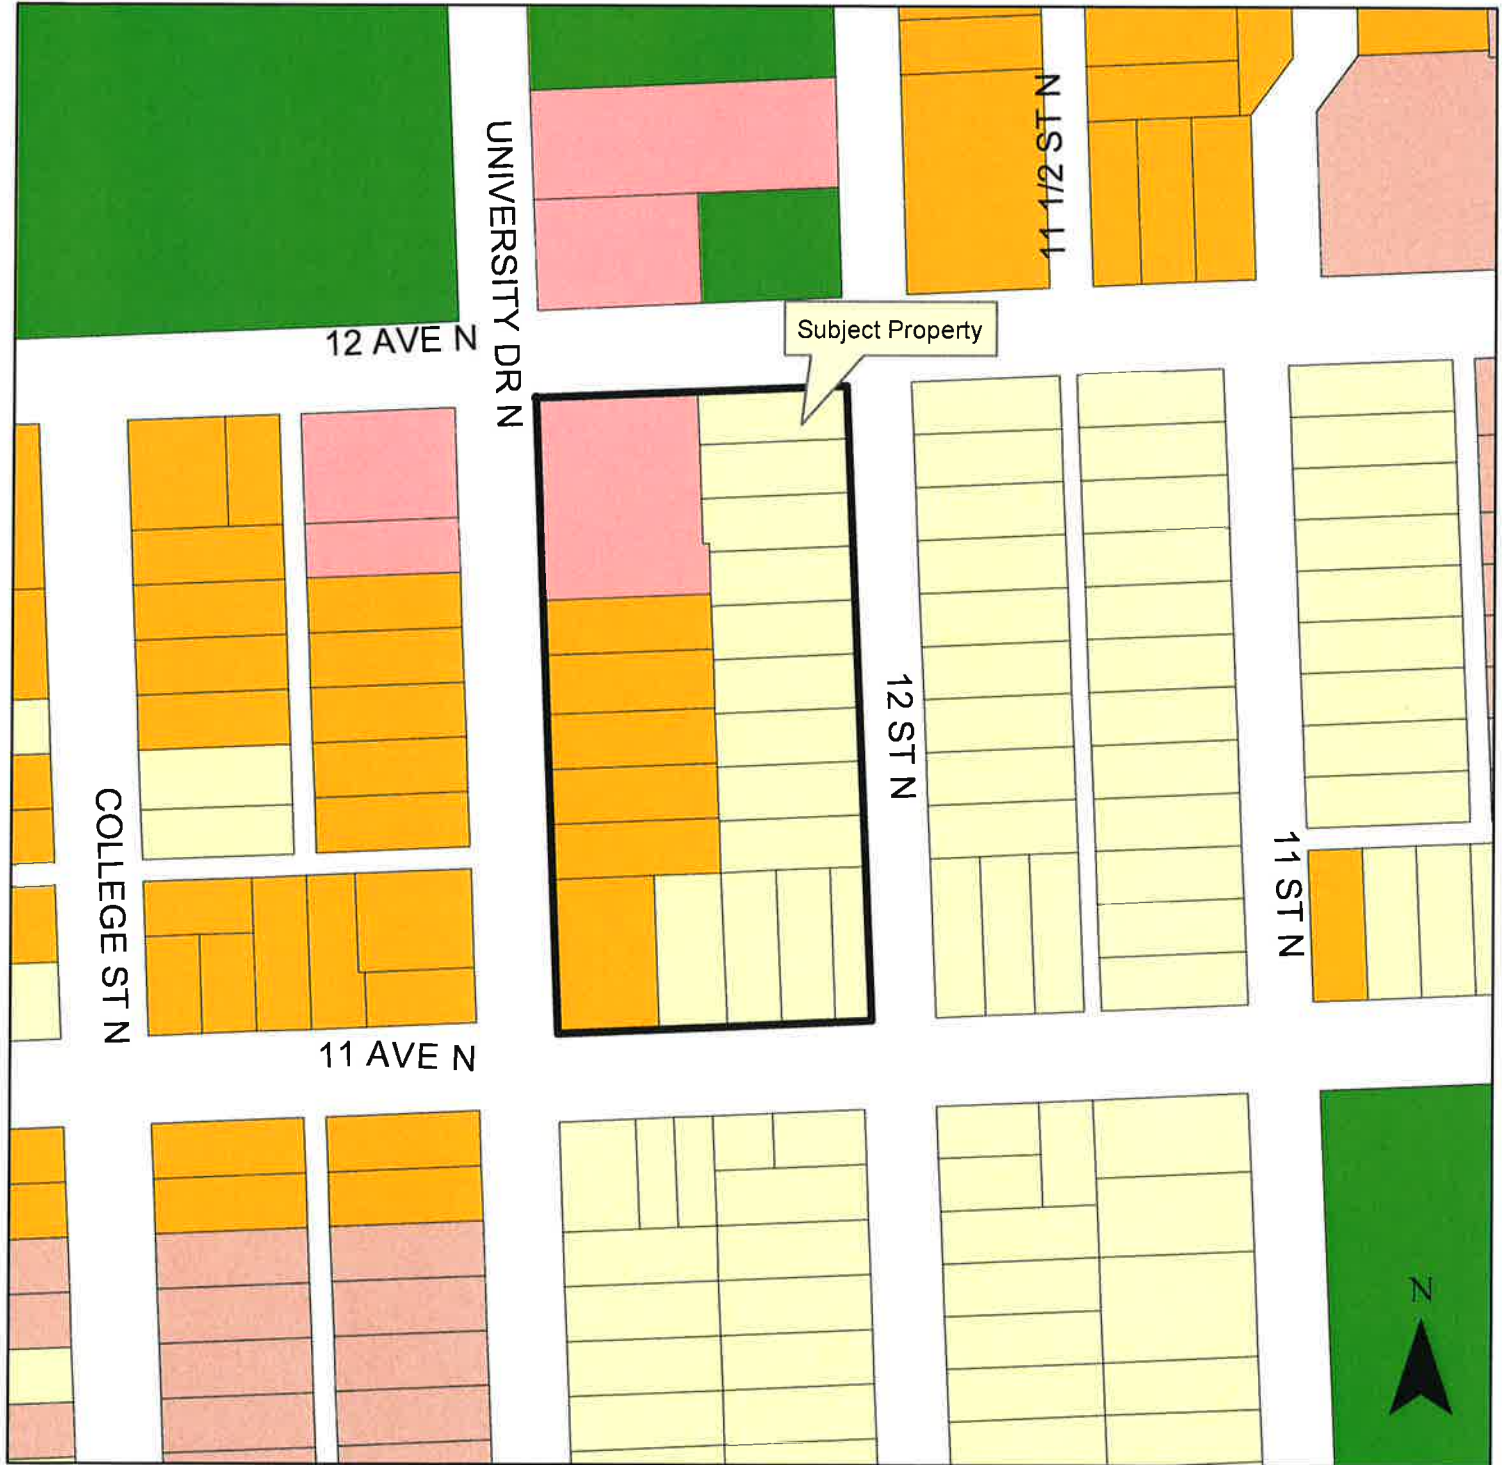 UNIVERSITY DR N
11 1/2 ST N
12 AVE N
Subject Property
12 ST N
COLLEGE ST N
11 ST N
11 AVE N
N